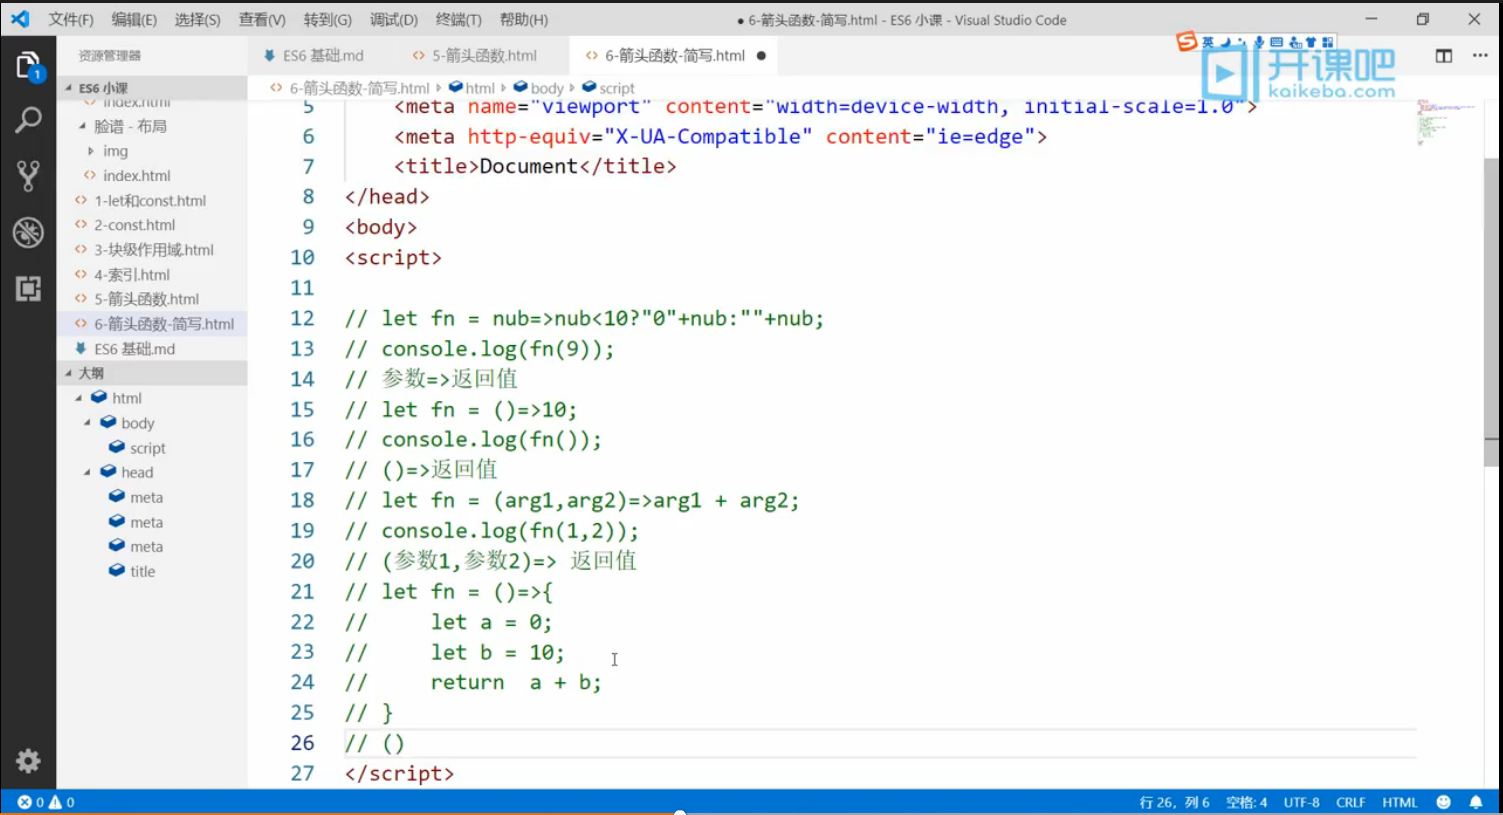 文件(F) 编辑(E) 选择(S) 查看(V) 转到(G) 调试(D) 终端(T) 帮助(H) ● 6-箭头函数-简写.html - ES6 小课 - Visual Studio Code
资源管理器 ES6 基础.md 5-箭头函数.html 6-箭头函数-简写.html ●
英
开课吧
kaikeba.com
ES6 小课
6-箭头函数-简写.html html body script
index.html
脸谱 - 布局
img
index.html
1-let和const.html
2-const.html
3-块级作用域.html
4-索引.html
5-箭头函数.html
6-箭头函数-简写.html
ES6 基础.md
大纲
html
body
script
head
meta
meta
meta
title
5 <meta name="viewport" content="width=device-width, initial-scale=1.0">
6 <meta http-equiv="X-UA-Compatible" content="ie=edge">
7 <title>Document</title>
8 </head>
9 <body>
10 <script>
11
12 // let fn = nub=>nub<10?"0"+nub:""+nub;
13 // console.log(fn(9));
14 // 参数=>返回值
15 // let fn = ()=>10;
16 // console.log(fn());
17 // ()=>返回值
18 // let fn = (arg1,arg2)=>arg1 + arg2;
19 // console.log(fn(1,2));
20 // (参数1,参数2)=> 返回值
21 // let fn = ()=>{
22 //     let a = 0;
23 //     let b = 10;
24 //     return  a + b;
25 // }
26 // ()
27 </script>
1
0 0 行 26，列 6 空格: 4 UTF-8 CRLF HTML